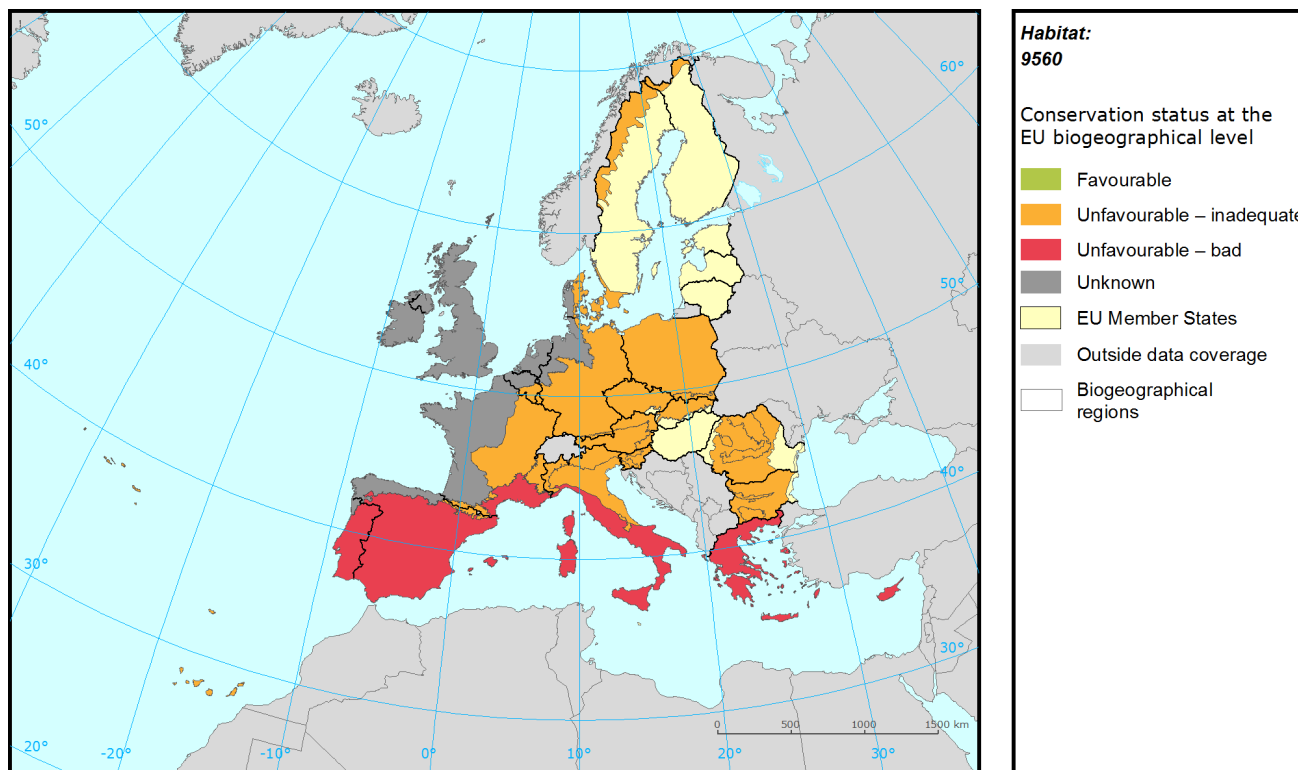 Habitat:
9560
Conservation status at the
EU biogeographical level
Favourable
Unfavourable – inadequate
Unfavourable – bad
Unknown
EU Member States
Outside data coverage
Biogeographical
regions
60°
50°
50°
40°
40°
30°
30°
20°
-20°
-10°
0°
10°
20°
30°
0 500 1000 1500 km